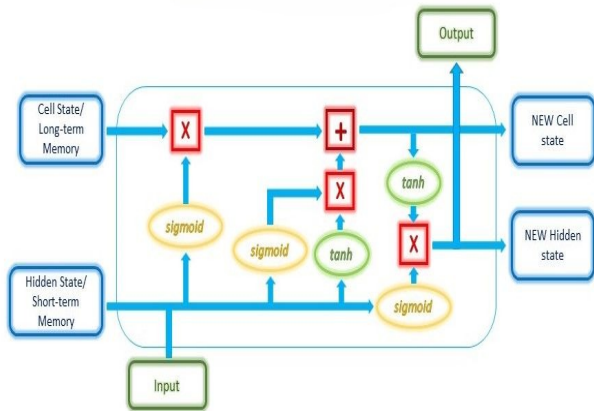 Output
Cell State/
Long-term
Memory
X
+
NEW Cell
state
tanh
X
sigmoid
sigmoid
tanh
X
NEW Hidden
state
Hidden State/
Short-term
Memory
sigmoid
Input